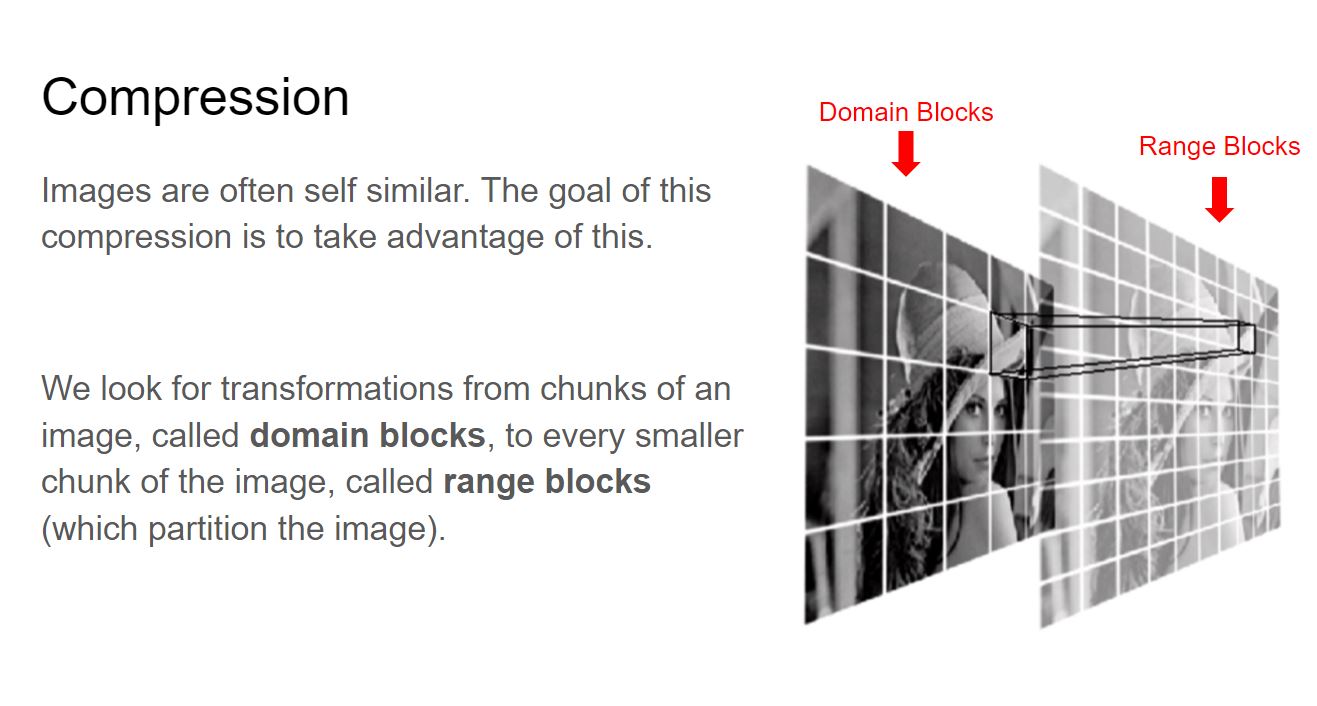 Compression
Domain Blocks
Range Blocks
Images are often self similar. The goal of this
compression is to take advantage of this.
We look for transformations from chunks of an
image, called domain blocks, to every smaller
chunk of the image, called range blocks
(which partition the image).